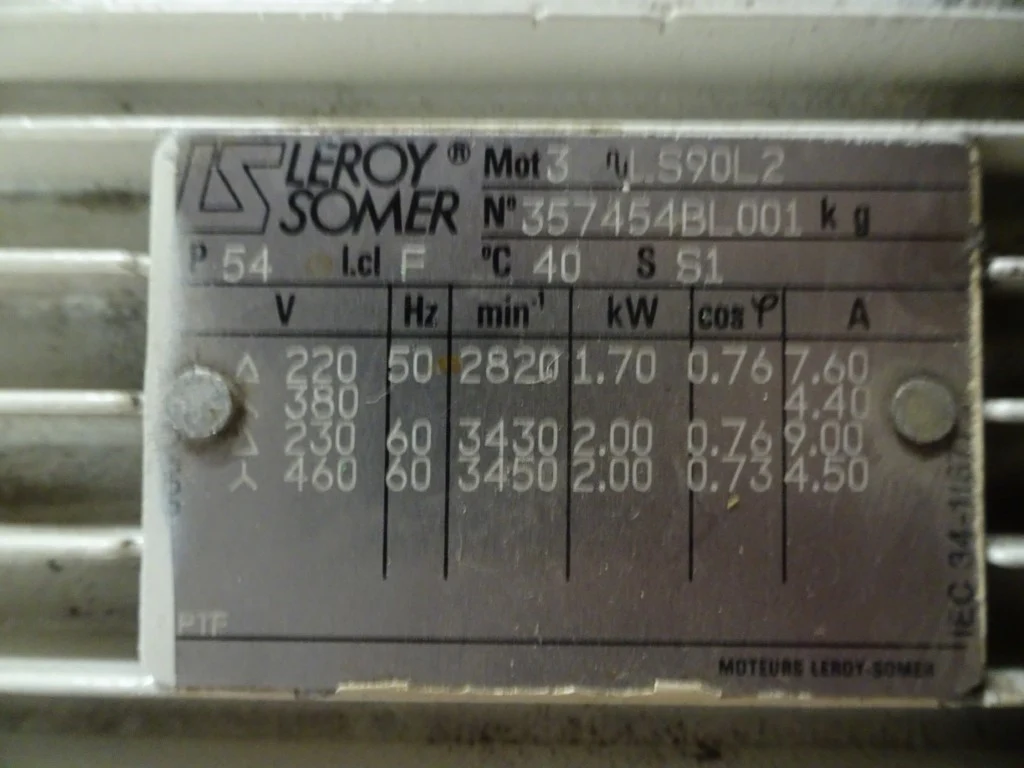 LS LEROY® SOMER
Mot 3 ∿ LS90L2
N° 357454BL001 kg
P 54 I.cl F °C 40 S S1
V Hz min⁻¹ kW cos φ A
Δ 220 50 2820 1.70 0.76 7.60
⅄ 380 4.40
Δ 230 60 3430 2.00 0.76 9.00
⅄ 460 60 3450 2.00 0.73 4.50
PTF
MOTEURS LEROY-SOMER
IEC 34-1